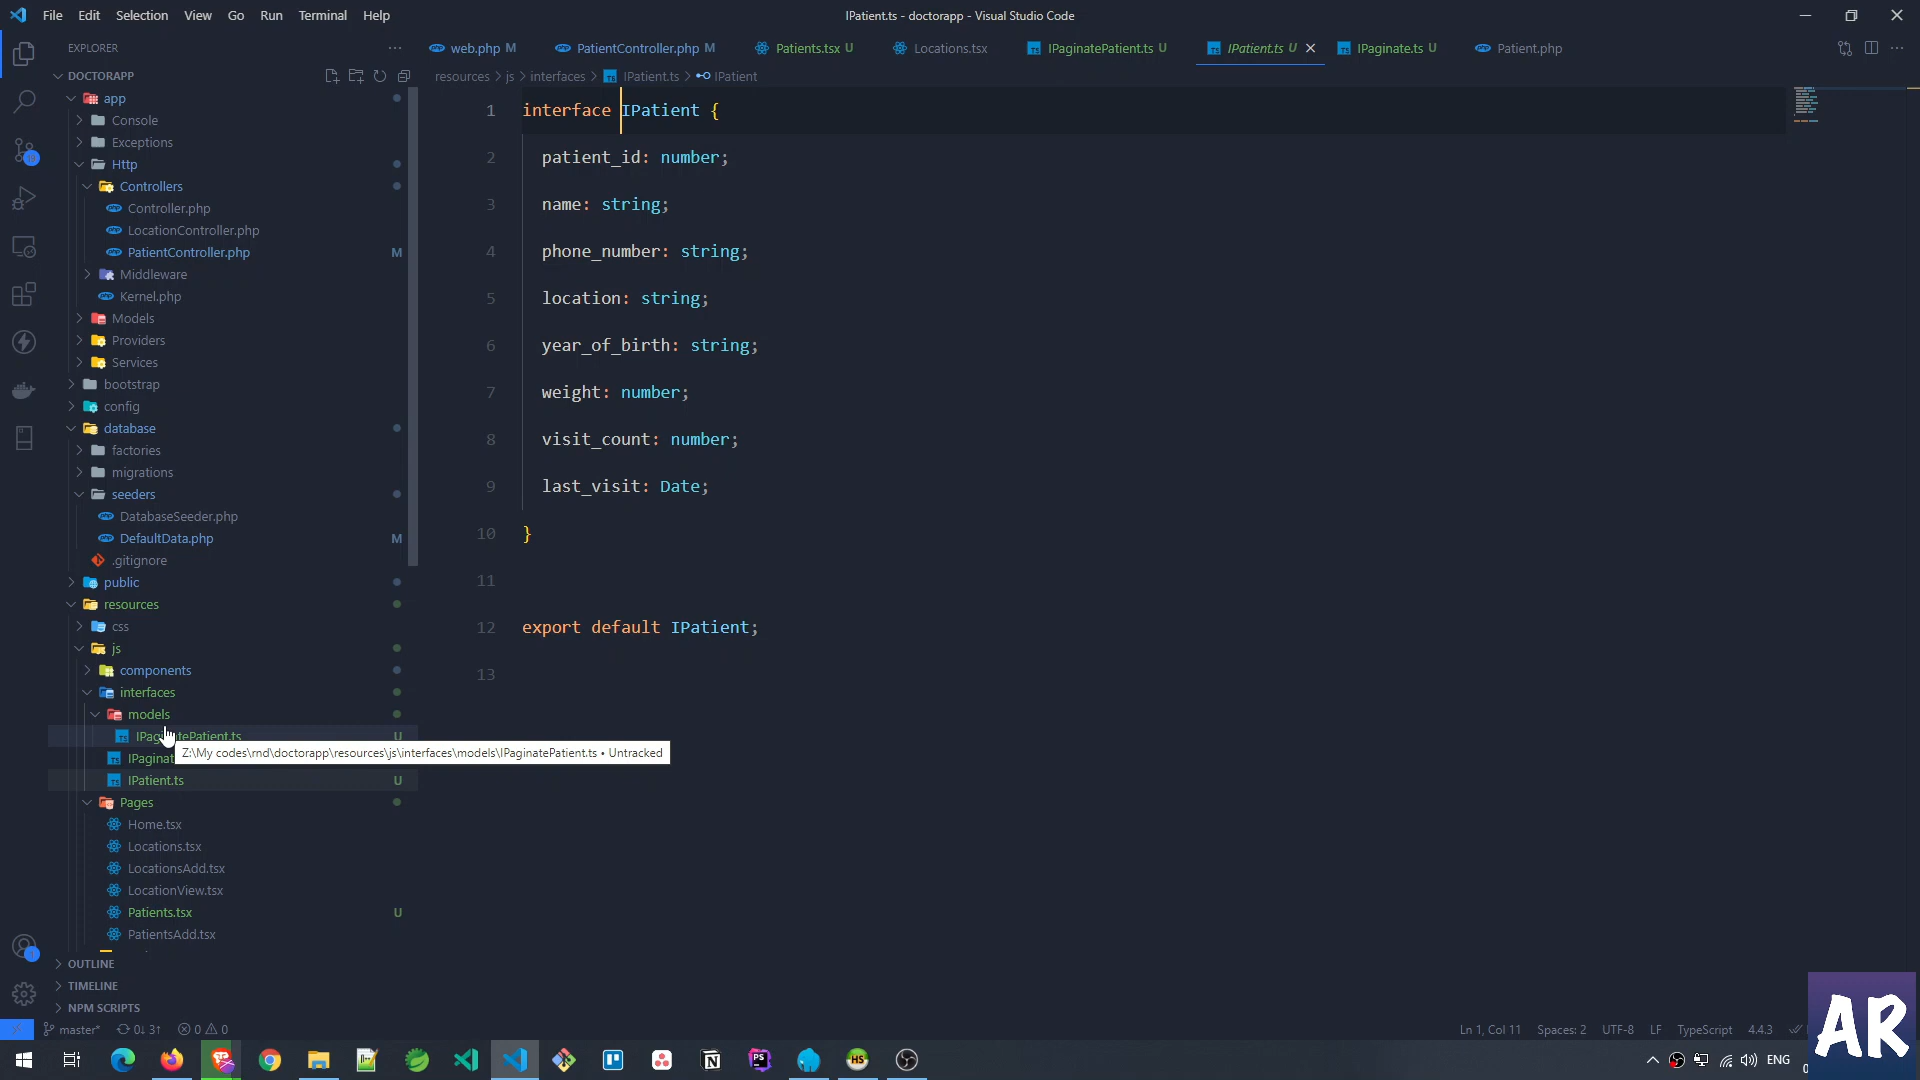 File Edit Selection View Go Run Terminal Help
IPatient.ts - doctorapp - Visual Studio Code
EXPLORER
web.php M
PatientController.php M
Patients.tsx U
Locations.tsx
IPaginatePatient.ts U
IPatient.ts U
IPaginate.ts U
Patient.php
DOCTORAPP
resources > js > interfaces > IPatient.ts > IPatient
app
Console
Exceptions
Http
Controllers
Controller.php
LocationController.php
PatientController.php M
Middleware
Kernel.php
Models
Providers
Services
bootstrap
config
database
factories
migrations
seeders
DatabaseSeeder.php
DefaultData.php M
.gitignore
public
resources
css
js
components
interfaces
models
IPaginatePatient.ts U
Z:\My codes\rnd\doctorapp\resources\js\interfaces\models\IPaginatePatient.ts • Untracked
IPaginat
IPatient.ts U
Pages
Home.tsx
Locations.tsx
LocationsAdd.tsx
LocationView.tsx
Patients.tsx U
PatientsAdd.tsx
OUTLINE
TIMELINE
NPM SCRIPTS
1 interface IPatient {
2 patient_id: number;
3 name: string;
4 phone_number: string;
5 location: string;
6 year_of_birth: string;
7 weight: number;
8 visit_count: number;
9 last_visit: Date;
10 }
11
12 export default IPatient;
13
master* 0↓ 3↑ 0 0
Ln 1, Col 11 Spaces: 2 UTF-8 LF TypeScript 4.4.3
ENG
AR